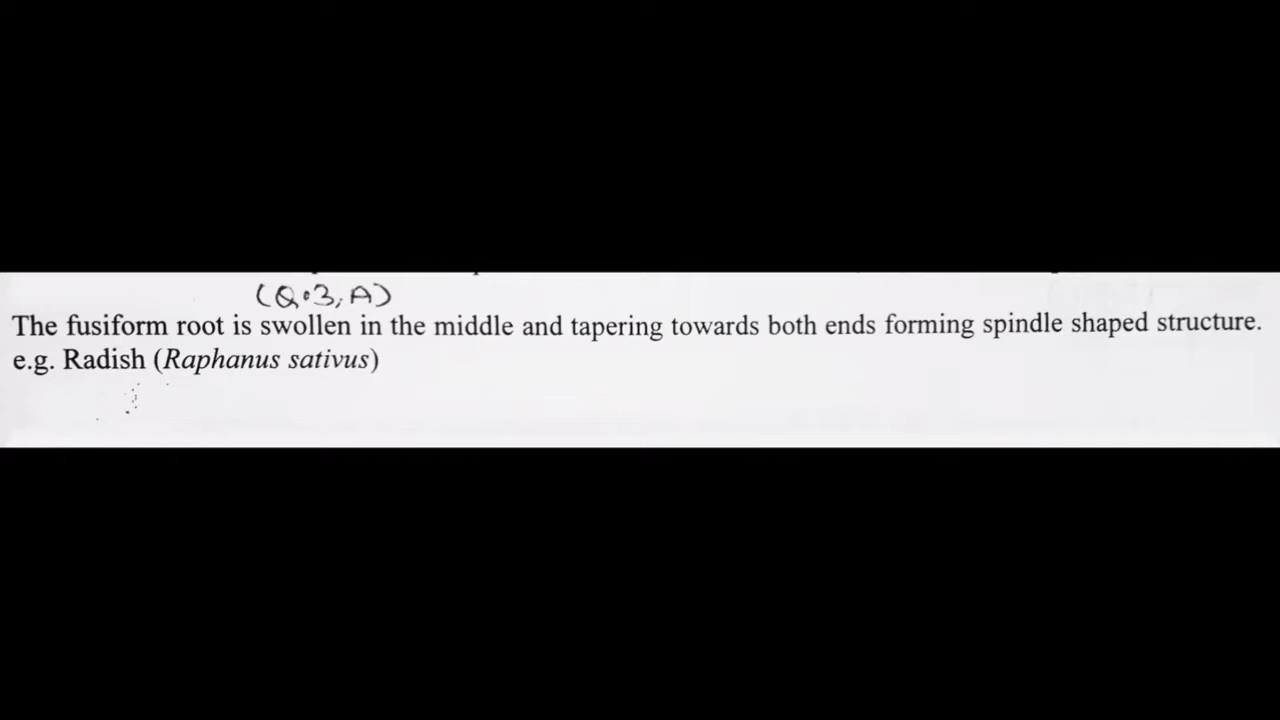 (Q.3, A)
The fusiform root is swollen in the middle and tapering towards both ends forming spindle shaped structure.
e.g. Radish (Raphanus sativus)